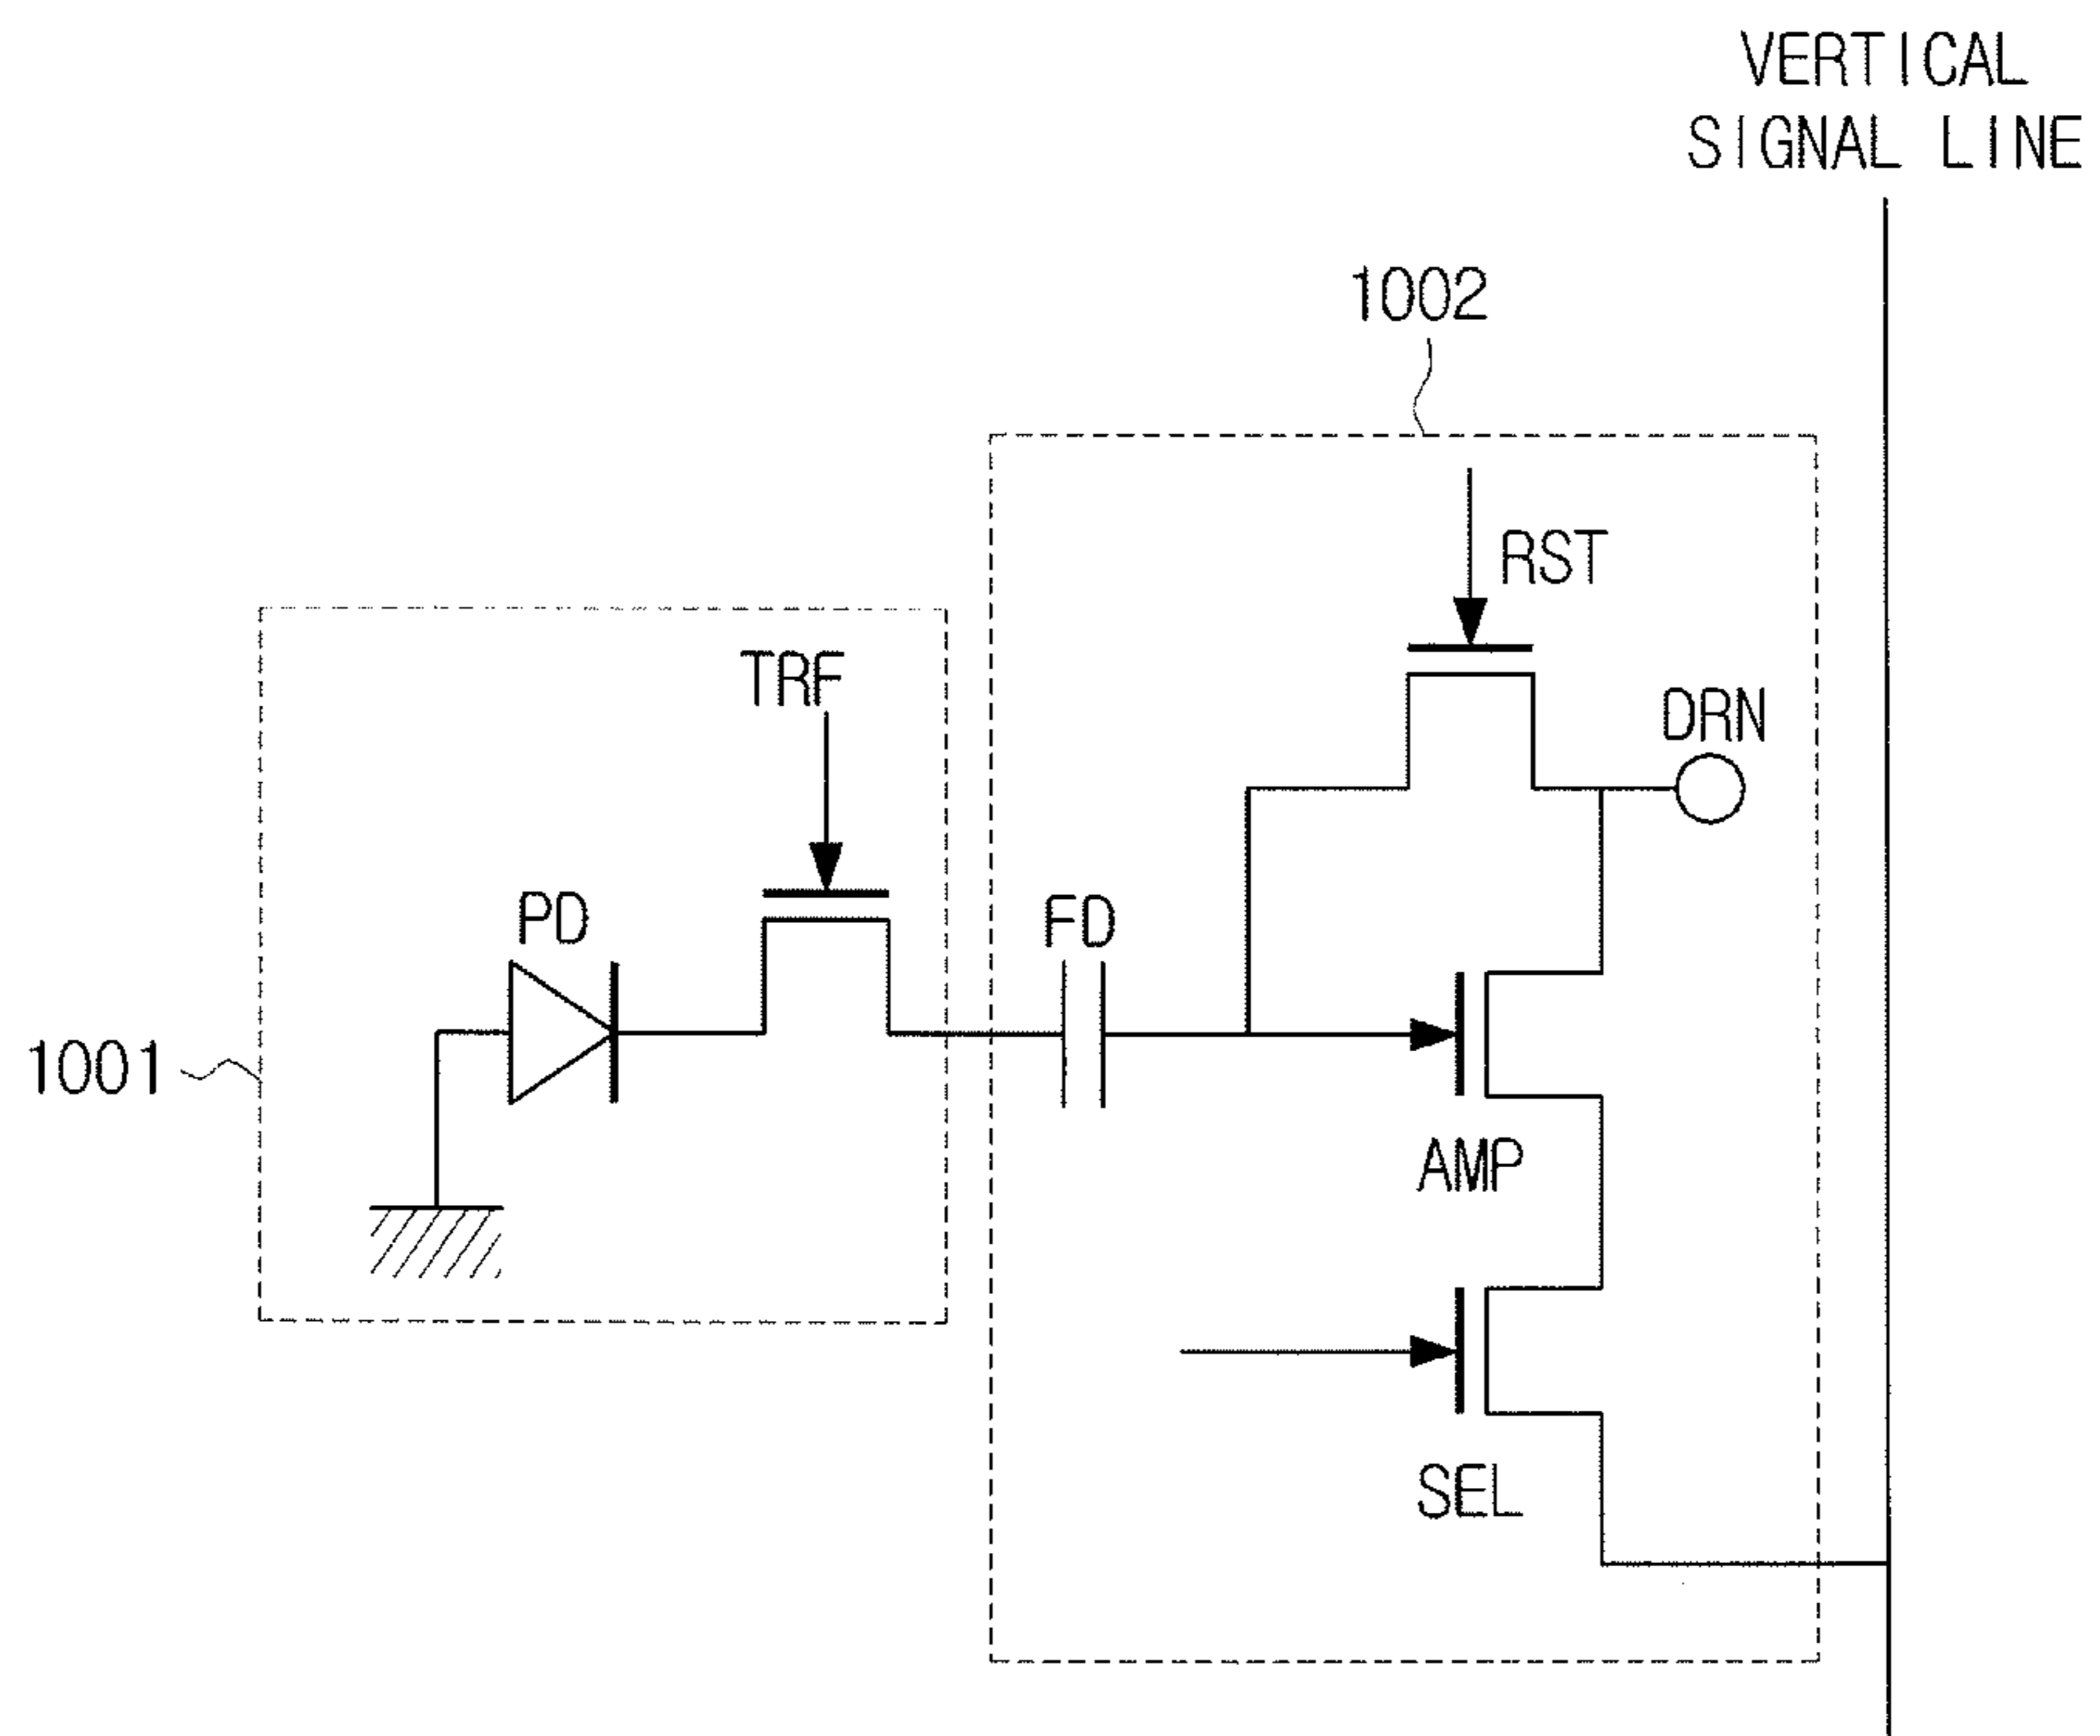 VERTICAL
SIGNAL LINE
1002
RST
TRF
DRN
PD
FD
1001
AMP
SEL